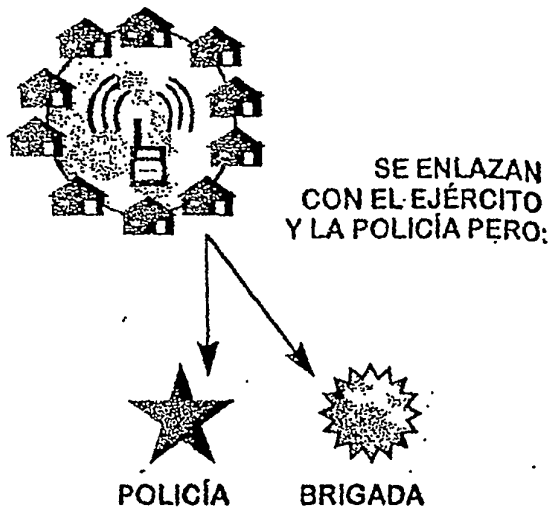 SE ENLAZAN
CON EL EJÉRCITO
Y LA POLICÍA PERO:
POLICÍA BRIGADA